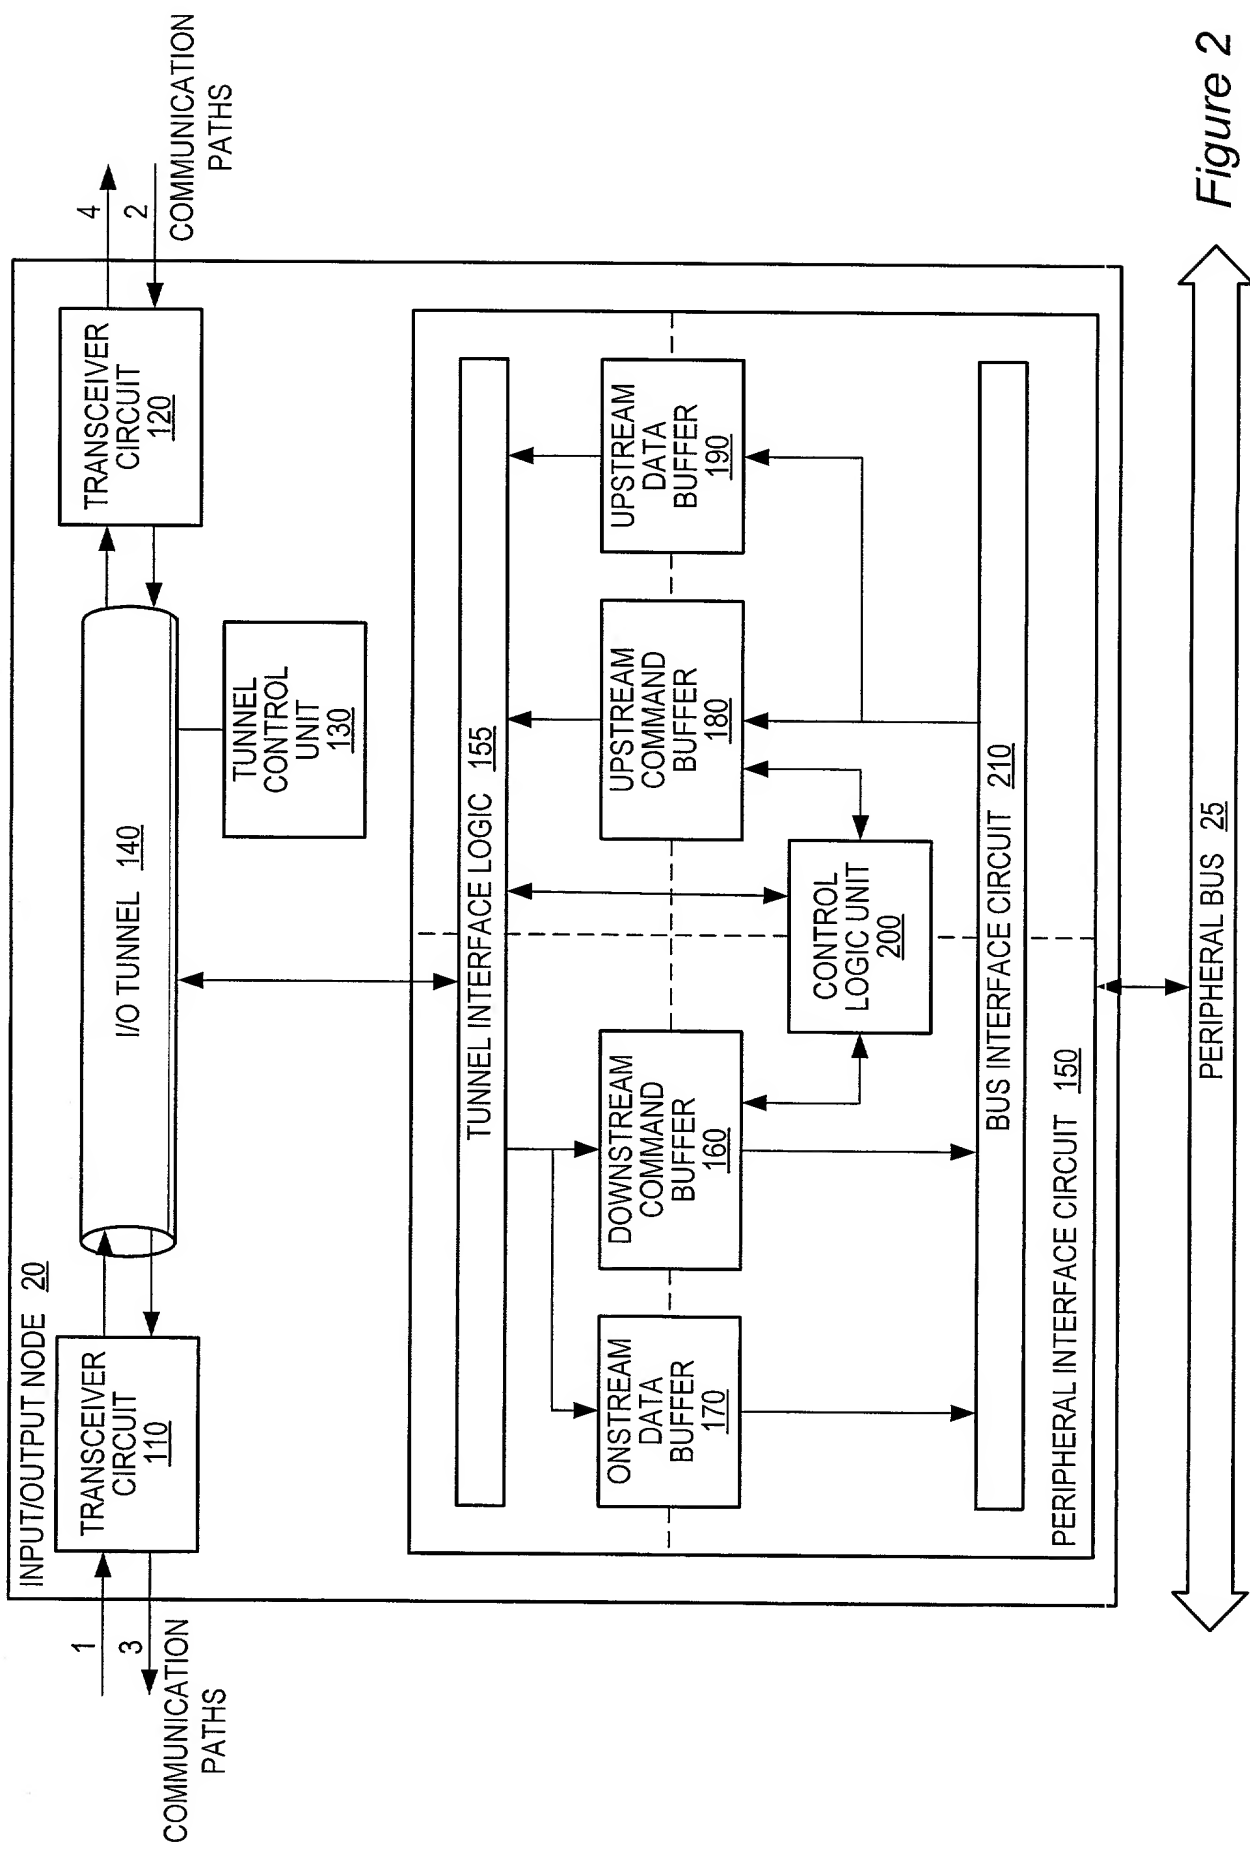 INPUT/OUTPUT NODE 20
1
3
COMMUNICATION
PATHS
TRANSCEIVER
CIRCUIT
110
I/O TUNNEL 140
TRANSCEIVER
CIRCUIT
120
4
2
COMMUNICATION
PATHS
TUNNEL
CONTROL
UNIT
130
TUNNEL INTERFACE LOGIC 155
ONSTREAM
DATA
BUFFER
170
DOWNSTREAM
COMMAND
BUFFER
160
UPSTREAM
COMMAND
BUFFER
180
UPSTREAM
DATA
BUFFER
190
CONTROL
LOGIC UNIT
200
BUS INTERFACE CIRCUIT 210
PERIPHERAL INTERFACE CIRCUIT 150
PERIPHERAL BUS 25
Figure 2